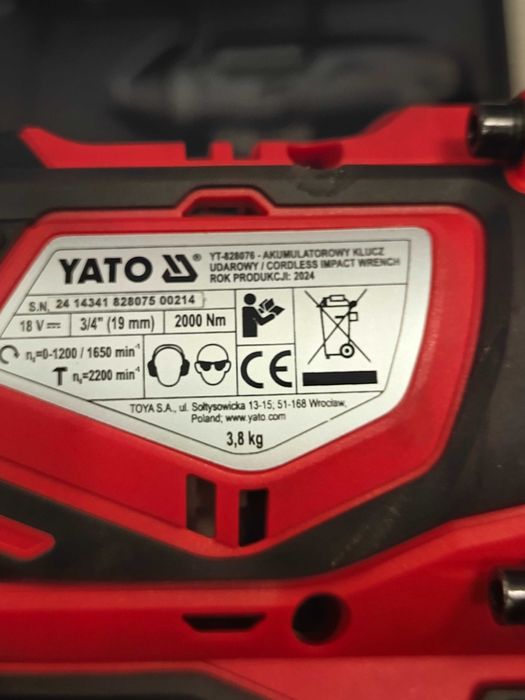 YATO ® YT-828076 - AKUMULATOROWY KLUCZ
UDAROWY / CORDLESS IMPACT WRENCH
ROK PRODUKCJI: 2024
S.N. 24 14341 828075 00214
18 V⎓ 3/4" (19 mm) 2000 Nm
n₀=0-1200 / 1650 min⁻¹
nₛ=2200 min⁻¹
CE
TOYA S.A., ul. Sołtysowicka 13-15; 51-168 Wrocław,
Poland; www.yato.com
3,8 kg